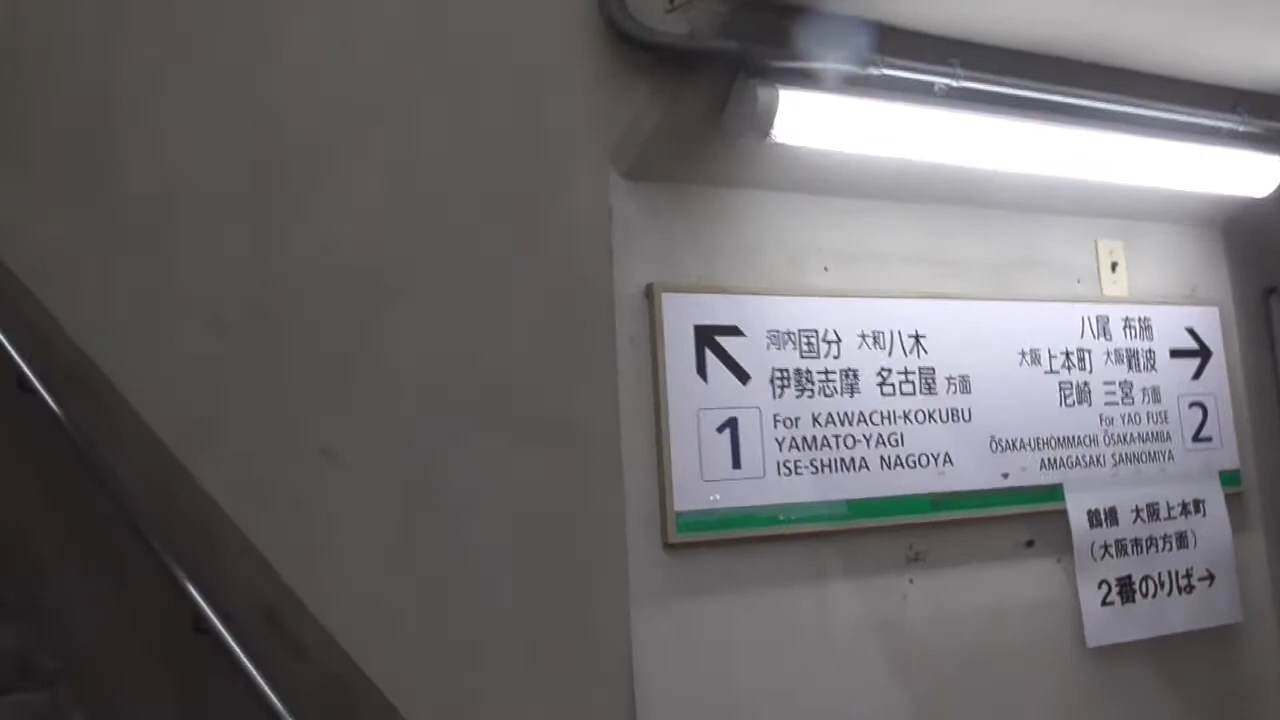 河内国分 大和八木
伊勢志摩 名古屋 方面
1
For KAWACHI-KOKUBU
YAMATO-YAGI
ISE-SHIMA NAGOYA
八尾 布施
大阪上本町 大阪難波
尼崎 三宮 方面
2
For YAO FUSE
ŌSAKA-UEHOMMACHI ŌSAKA-NAMBA
AMAGASAKI SANNOMIYA
鶴橋 大阪上本町
（大阪市内方面）
2番のりば→